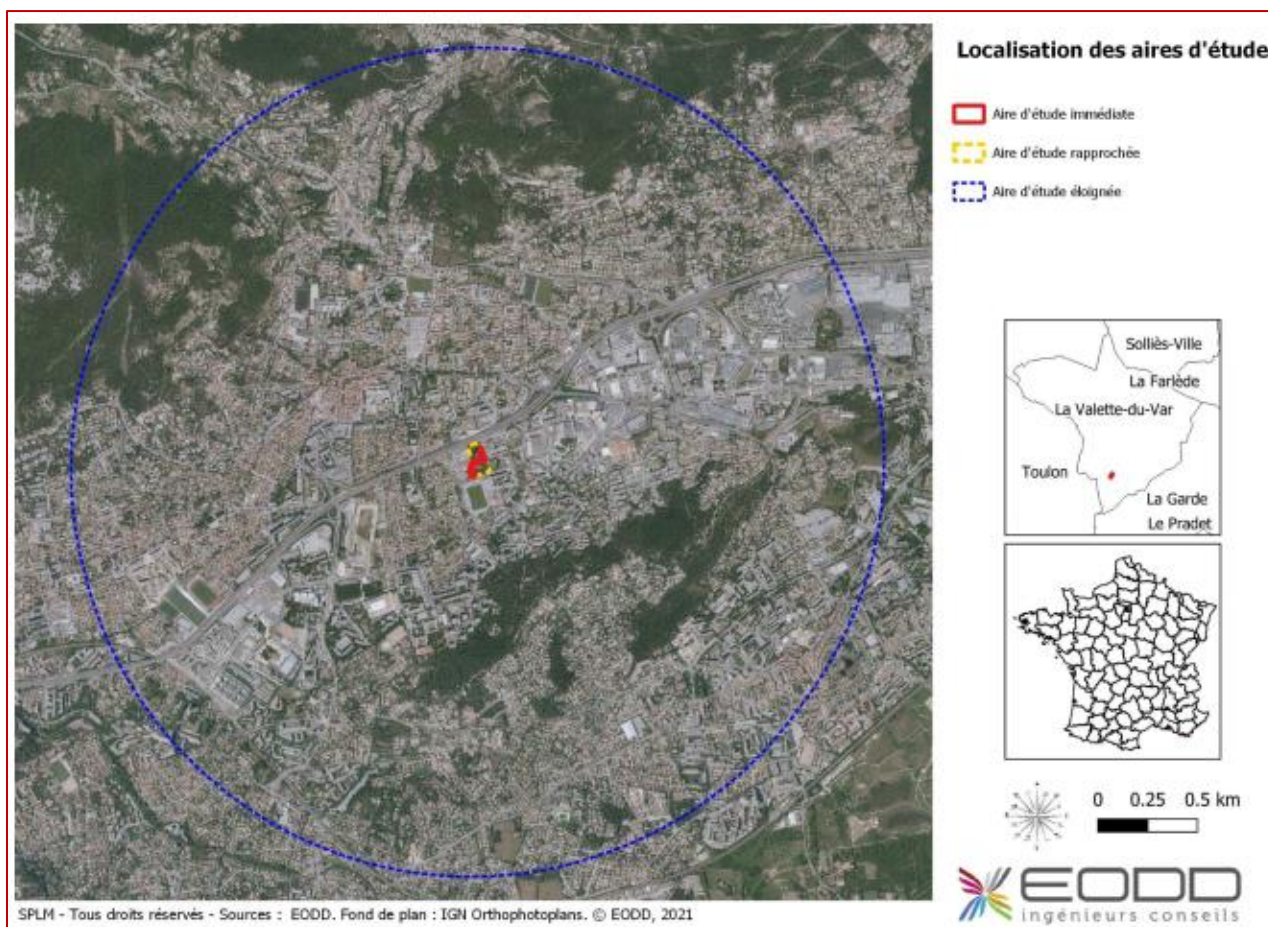 Localisation des aires d'étude
Aire d'étude immédiate
Aire d'étude rapprochée
Aire d'étude éloignée
Solliès-Ville
La Farlède
La Valette-du-Var
Toulon
La Garde
Le Pradet
0 0.25 0.5 km
EODD
ingénieurs conseils
SPLM - Tous droits réservés - Sources : EODD. Fond de plan : IGN Orthophotoplans. © EODD, 2021